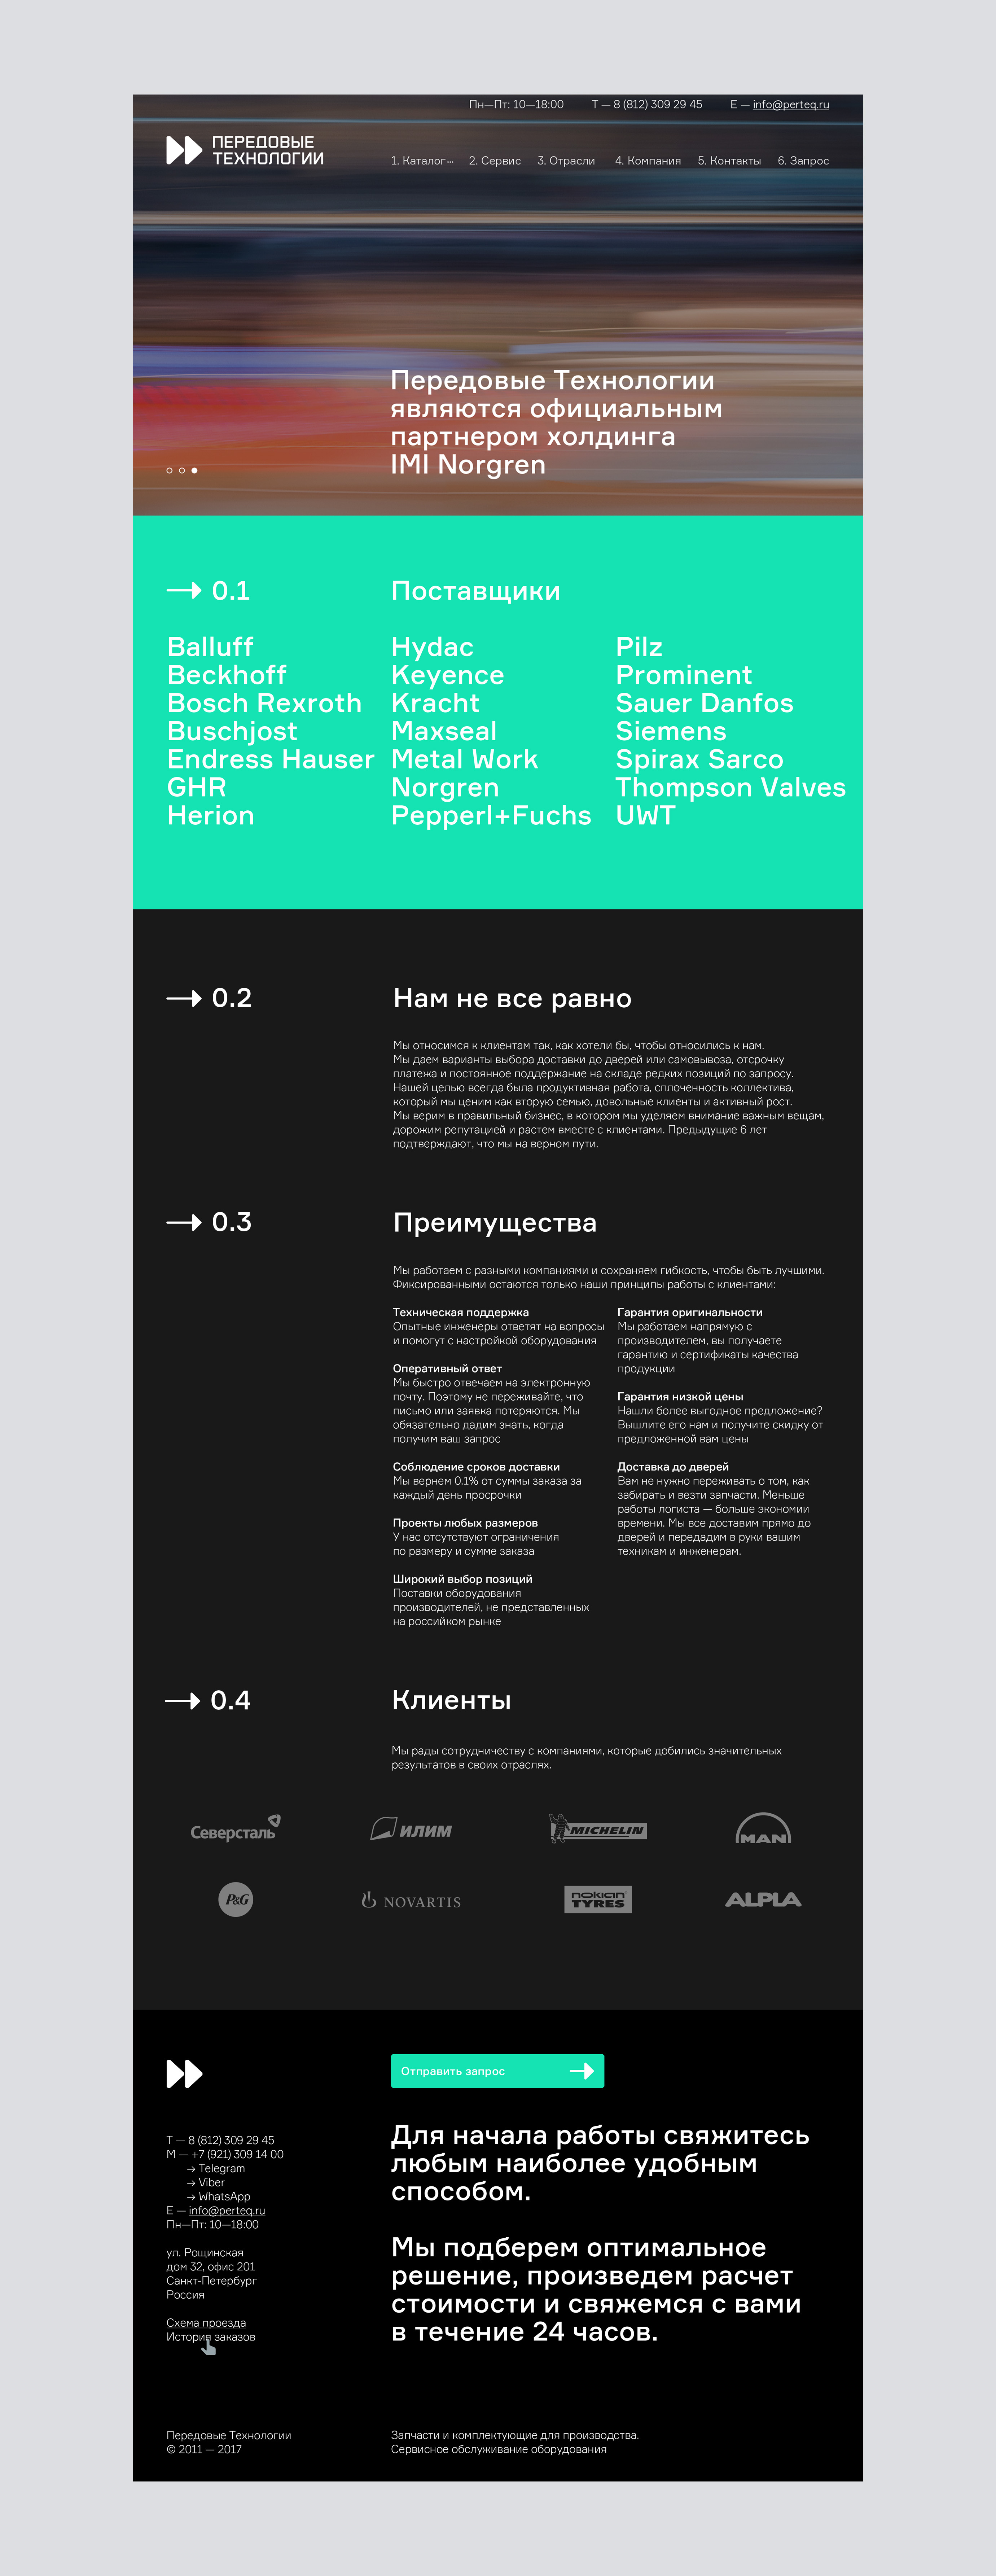 Пн—Пт: 10—18:00 T — 8 (812) 309 29 45 E — info@perteq.ru
ПЕРЕДОВЫЕ
ТЕХНОЛОГИИ
1. Каталог... 2. Сервис 3. Отрасли 4. Компания 5. Контакты 6. Запрос
Передовые Технологии
являются официальным
партнером холдинга
IMI Norgren
→ 0.1 Поставщики
Balluff
Beckhoff
Bosch Rexroth
Buschjost
Endress Hauser
GHR
Herion
Hydac
Keyence
Kracht
Maxseal
Metal Work
Norgren
Pepperl+Fuchs
Pilz
Prominent
Sauer Danfos
Siemens
Spirax Sarco
Thompson Valves
UWT
→ 0.2 Нам не все равно
Мы относимся к клиентам так, как хотели бы, чтобы относились к нам.
Мы даем варианты выбора доставки до дверей или самовывоза, отсрочку
платежа и постоянное поддержание на складе редких позиций по запросу.
Нашей целью всегда была продуктивная работа, сплоченность коллектива,
который мы ценим как вторую семью, довольные клиенты и активный рост.
Мы верим в правильный бизнес, в котором мы уделяем внимание важным вещам,
дорожим репутацией и растем вместе с клиентами. Предыдущие 6 лет
подтверждают, что мы на верном пути.
→ 0.3 Преимущества
Мы работаем с разными компаниями и сохраняем гибкость, чтобы быть лучшими.
Фиксированными остаются только наши принципы работы с клиентами:
Техническая поддержка
Опытные инженеры ответят на вопросы
и помогут с настройкой оборудования
Оперативный ответ
Мы быстро отвечаем на электронную
почту. Поэтому не переживайте, что
письмо или заявка потеряются. Мы
обязательно дадим знать, когда
получим ваш запрос
Соблюдение сроков доставки
Мы вернем 0.1% от суммы заказа за
каждый день просрочки
Проекты любых размеров
У нас отсутствуют ограничения
по размеру и сумме заказа
Широкий выбор позиций
Поставки оборудования
производителей, не представленных
на российком рынке
Гарантия оригинальности
Мы работаем напрямую с
производителем, вы получаете
гарантию и сертификаты качества
продукции
Гарантия низкой цены
Нашли более выгодное предложение?
Вышлите его нам и получите скидку от
предложенной вам цены
Доставка до дверей
Вам не нужно переживать о том, как
забирать и везти запчасти. Меньше
работы логиста — больше экономии
времени. Мы все доставим прямо до
дверей и передадим в руки вашим
техникам и инженерам.
→ 0.4 Клиенты
Мы рады сотрудничеству с компаниями, которые добились значительных
результатов в своих отраслях.
Северсталь ИЛИМ MICHELIN MAN
P&G NOVARTIS nokian TYRES ALPLA
Отправить запрос →
T — 8 (812) 309 29 45
M — +7 (921) 309 14 00
→ Telegram
→ Viber
→ WhatsApp
E — info@perteq.ru
Пн—Пт: 10—18:00
ул. Рощинская
дом 32, офис 201
Санкт-Петербург
Россия
Схема проезда
История заказов
Для начала работы свяжитесь
любым наиболее удобным
способом.
Мы подберем оптимальное
решение, произведем расчет
стоимости и свяжемся с вами
в течение 24 часов.
Передовые Технологии
© 2011 — 2017
Запчасти и комплектующие для производства.
Сервисное обслуживание оборудования